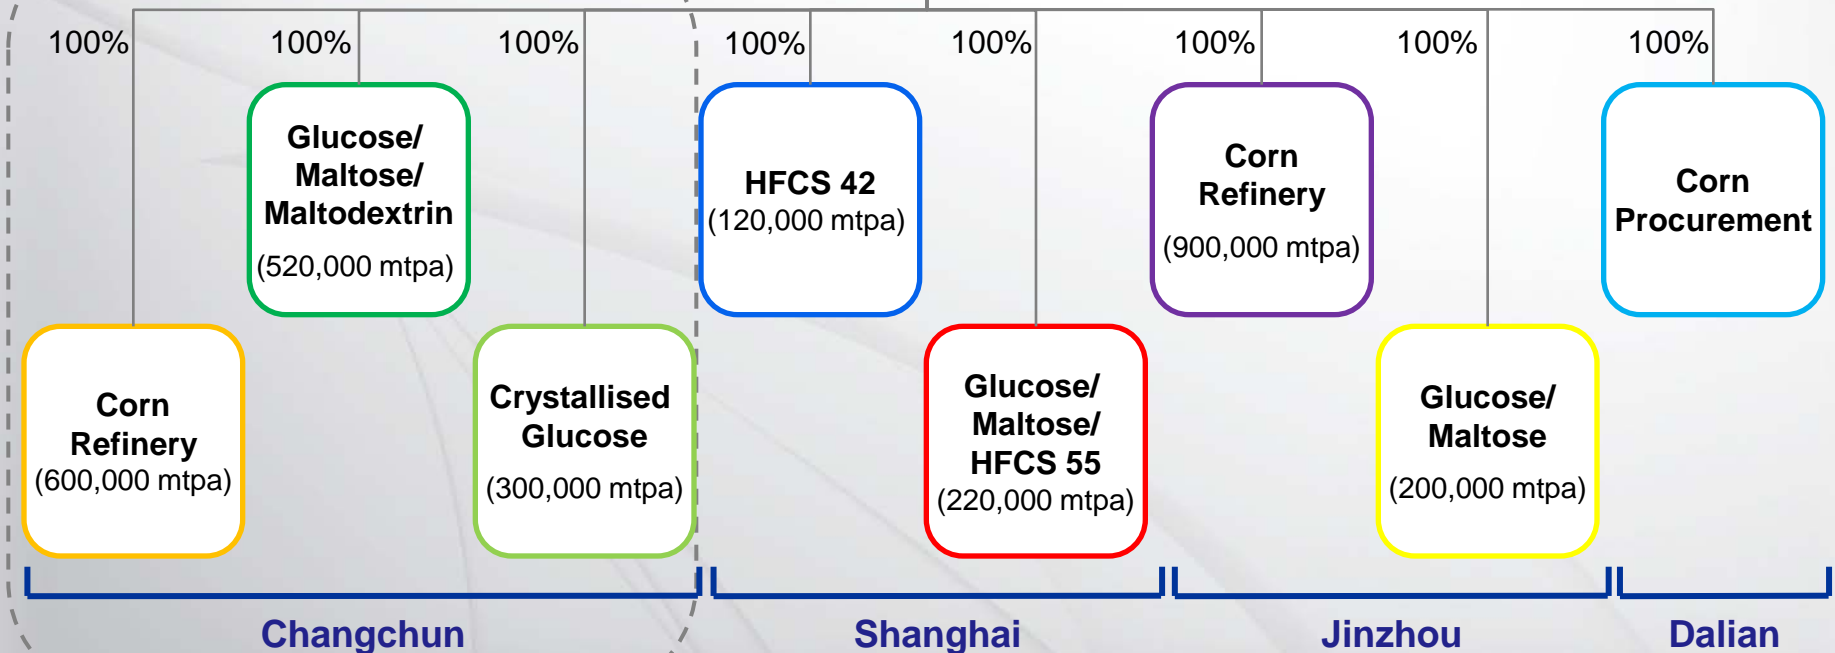 100%
100%
100%
100%
100%
100%
100%
100%
Glucose/
Maltose/
Maltodextrin
(520,000 mtpa)
HFCS 42
(120,000 mtpa)
Corn
Refinery
(900,000 mtpa)
Corn
Procurement
Corn
Refinery
(600,000 mtpa)
Crystallised
Glucose
(300,000 mtpa)
Glucose/
Maltose/
HFCS 55
(220,000 mtpa)
Glucose/
Maltose
(200,000 mtpa)
Changchun
Shanghai
Jinzhou
Dalian